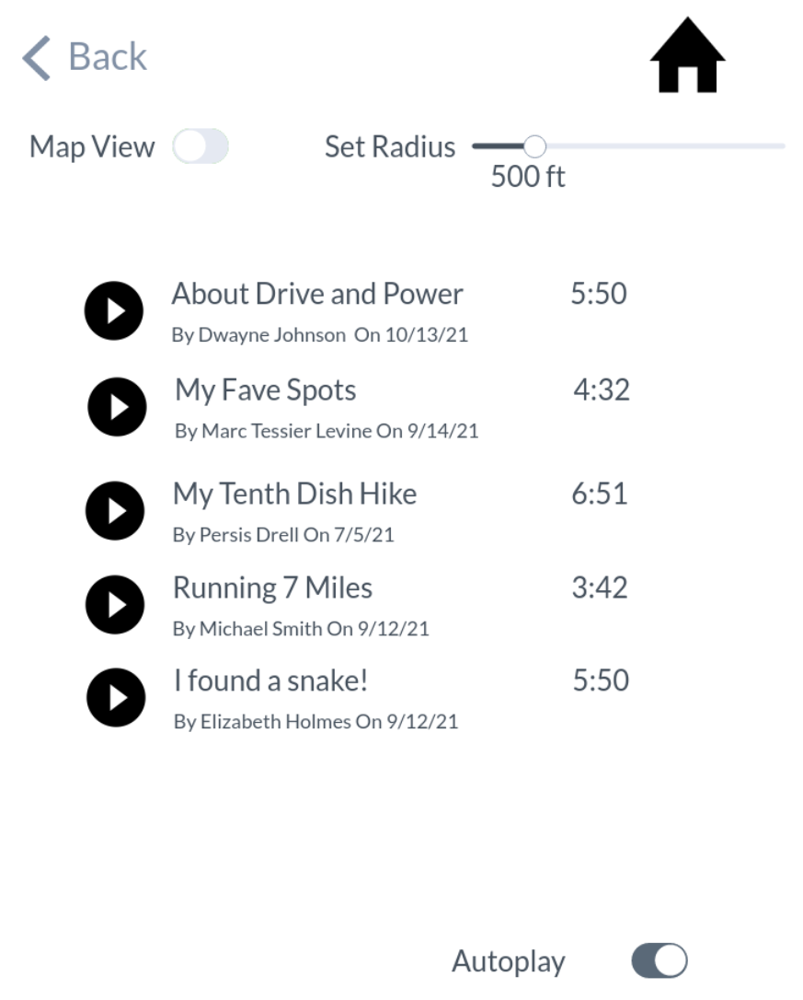 Back
Map View Set Radius
500 ft
About Drive and Power 5:50
By Dwayne Johnson On 10/13/21
My Fave Spots 4:32
By Marc Tessier Levine On 9/14/21
My Tenth Dish Hike 6:51
By Persis Drell On 7/5/21
Running 7 Miles 3:42
By Michael Smith On 9/12/21
I found a snake! 5:50
By Elizabeth Holmes On 9/12/21
Autoplay